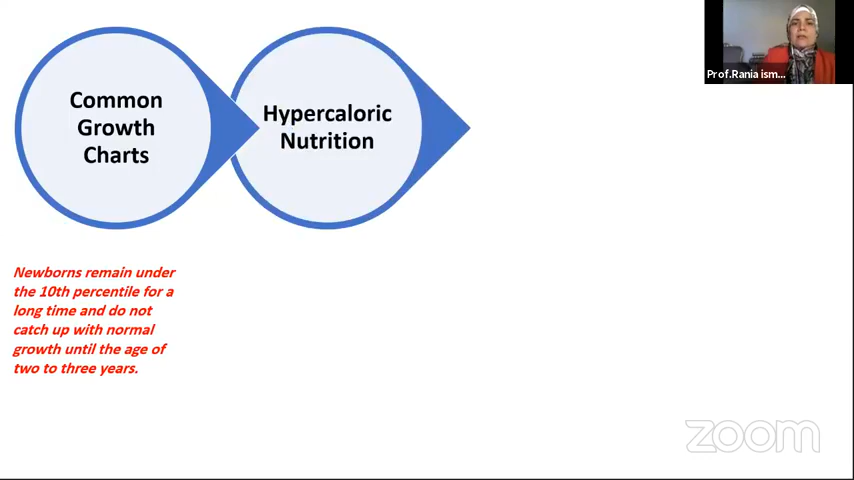 Common
Growth
Charts
Hypercaloric
Nutrition
Prof.Rania ism...
Newborns remain under
the 10th percentile for a
long time and do not
catch up with normal
growth until the age of
two to three years.
zoom